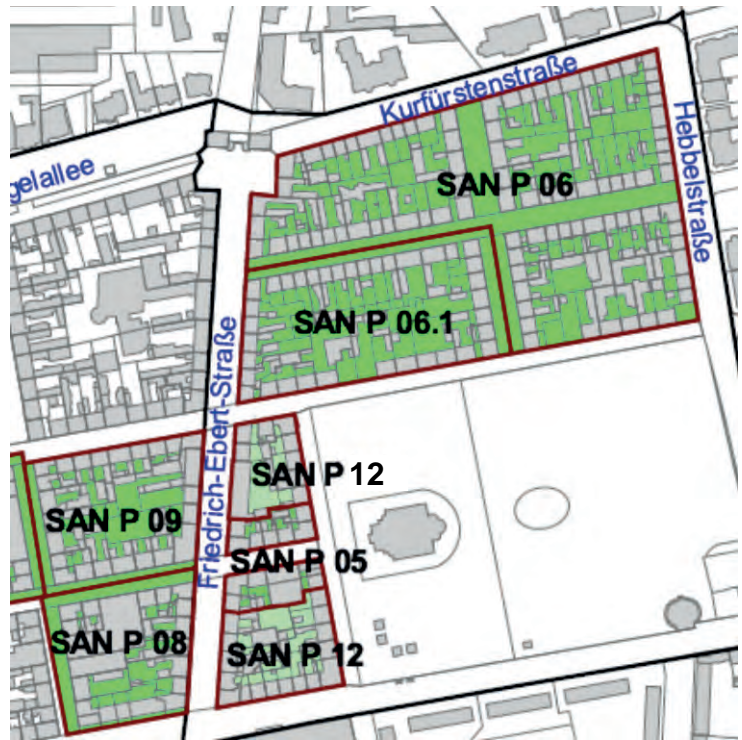 Kurfürstenstraße
gelallee
Hebbelstraße
SAN P 06
SAN P 06.1
Friedrich-Ebert-Straße
SAN P 12
SAN P 09
SAN P 05
SAN P 08
SAN P 12